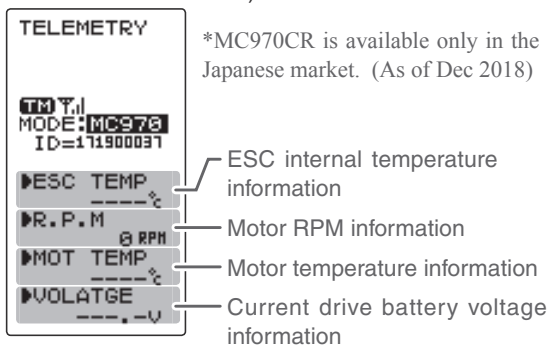 TELEMETRY
*MC970CR is available only in the
Japanese market. (As of Dec 2018)
TM
MODE:MC970
ID=171900037
ESC TEMP
----℃
R.P.M
0 RPM
MOT TEMP
----℃
VOLATGE
---.-V
ESC internal temperature
information
Motor RPM information
Motor temperature information
Current drive battery voltage
information